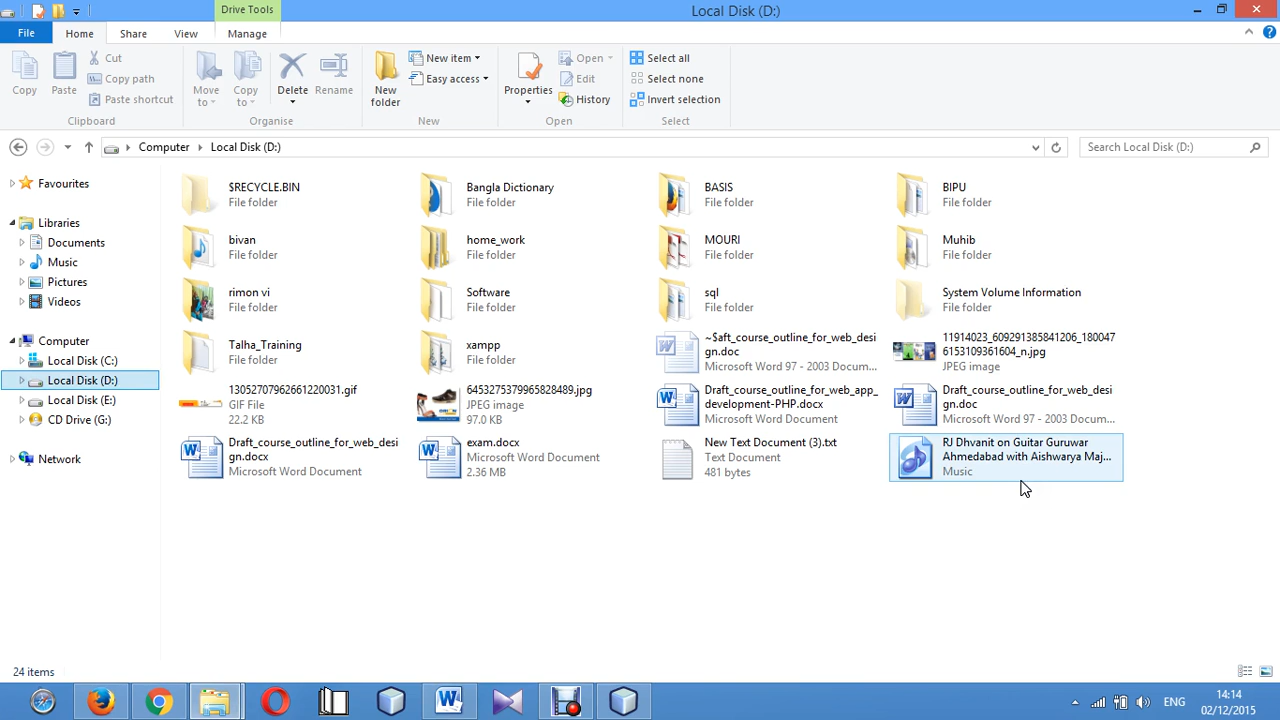 Drive Tools
Local Disk (D:)
File
Home
Share
View
Manage
Copy
Paste
Cut
Copy path
Paste shortcut
Clipboard
Move to
Copy to
Delete
Rename
Organise
New folder
New item
Easy access
New
Properties
Open
Edit
History
Open
Select all
Select none
Invert selection
Select
Computer
Local Disk (D:)
Search Local Disk (D:)
Favourites
Libraries
Documents
Music
Pictures
Videos
Computer
Local Disk (C:)
Local Disk (D:)
Local Disk (E:)
CD Drive (G:)
Network
$RECYCLE.BIN
File folder
Bangla Dictionary
File folder
BASIS
File folder
BIPU
File folder
bivan
File folder
home_work
File folder
MOURI
File folder
Muhib
File folder
rimon vi
File folder
Software
File folder
sql
File folder
System Volume Information
File folder
Talha_Training
File folder
xampp
File folder
~$aft_course_outline_for_web_desi
gn.doc
Microsoft Word 97 - 2003 Docum...
11914023_609291385841206_180047
6153109361604_n.jpg
JPEG image
13052707962661220031.gif
GIF File
22.2 KB
6453275379965828489.jpg
JPEG image
97.0 KB
Draft_course_outline_for_web_app_
development-PHP.docx
Microsoft Word Document
Draft_course_outline_for_web_desi
gn.doc
Microsoft Word 97 - 2003 Docum...
Draft_course_outline_for_web_desi
gn.docx
Microsoft Word Document
exam.docx
Microsoft Word Document
2.36 MB
New Text Document (3).txt
Text Document
481 bytes
RJ Dhvanit on Guitar Guruwar
Ahmedabad with Aishwarya Maj...
Music
24 items
ENG
14:14
02/12/2015